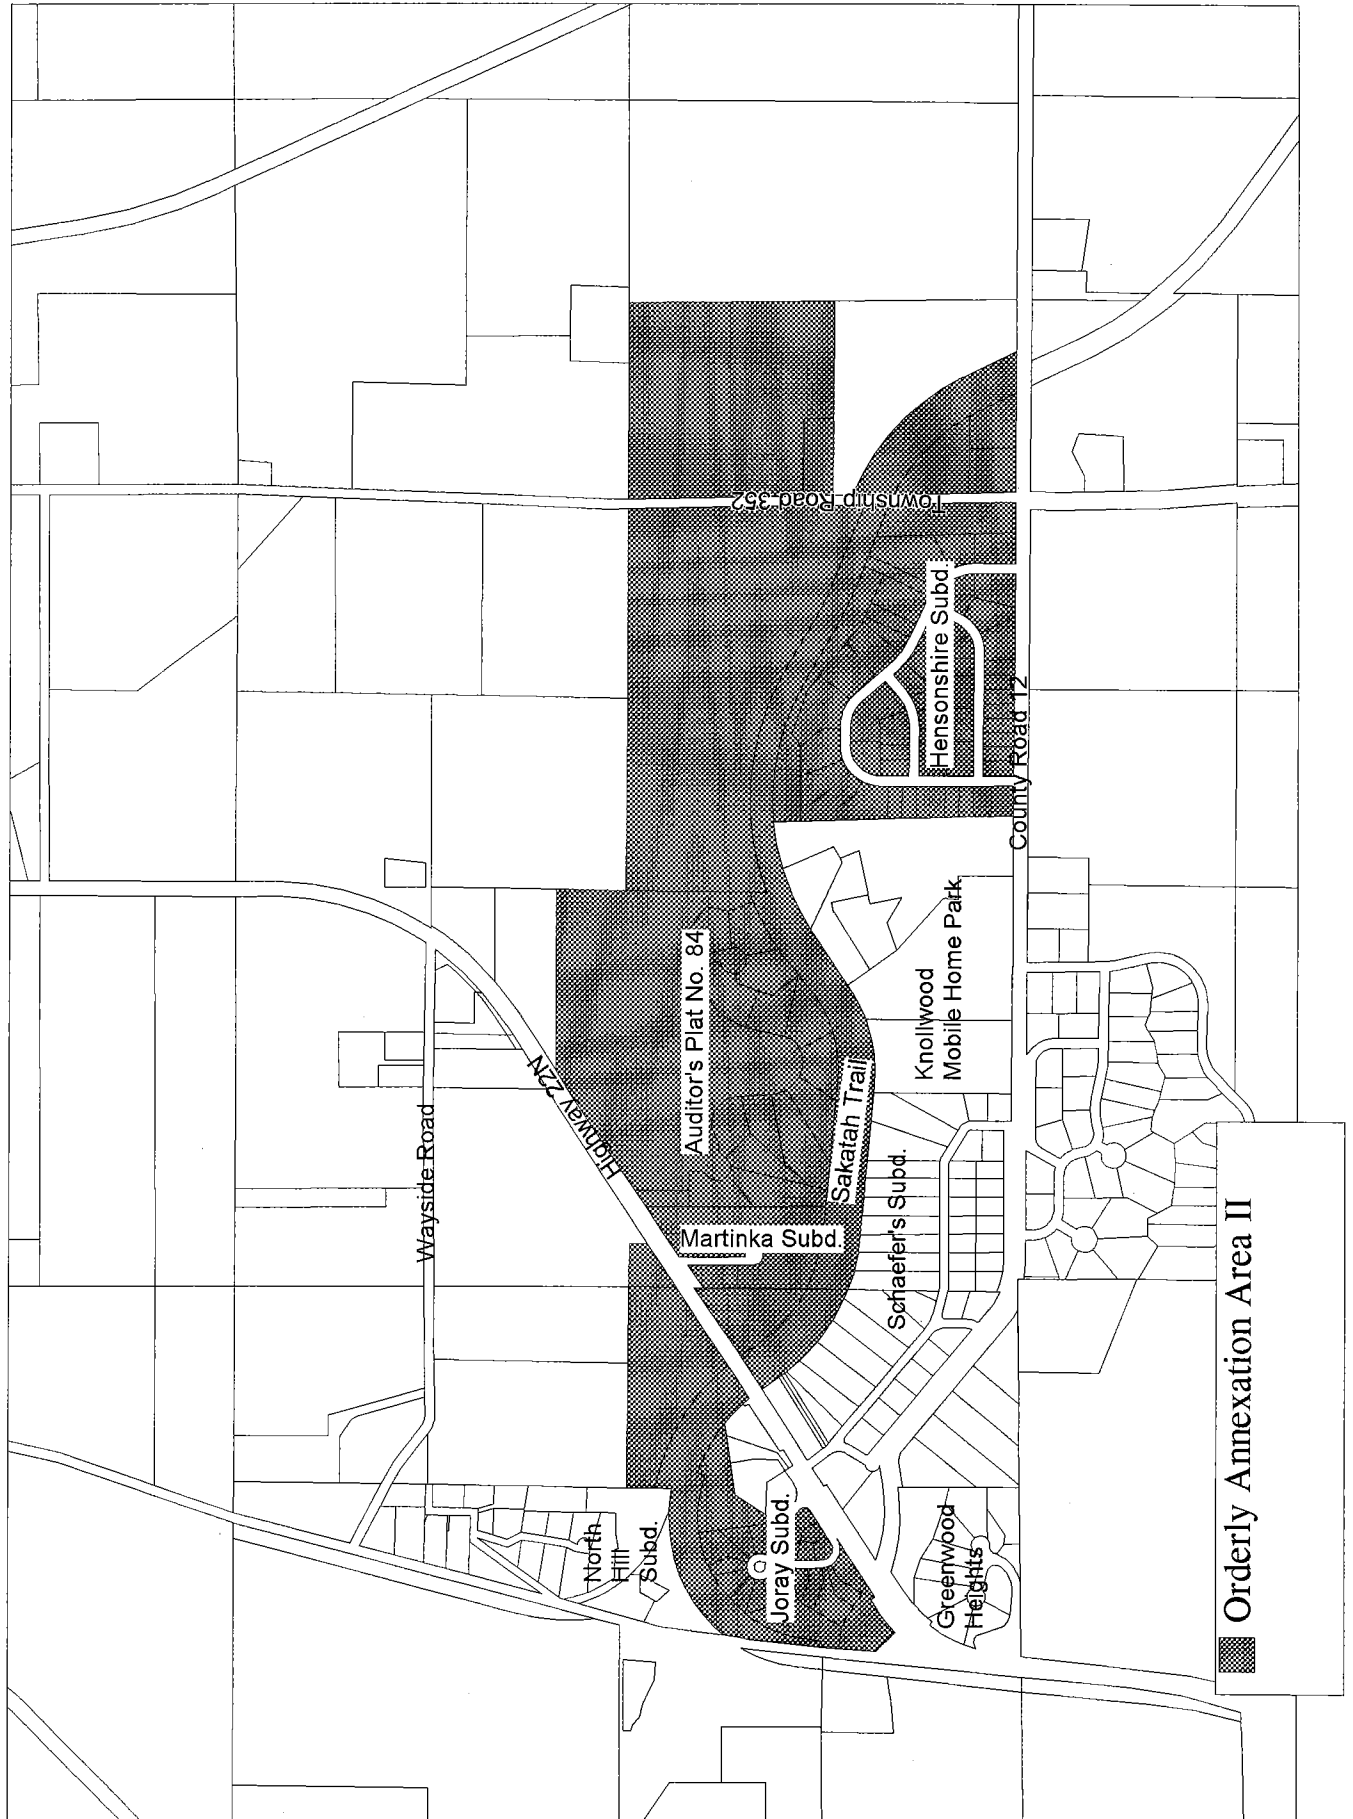 Wayside Road
Highway 22N
North
Hill
Subd.
Auditor's Plat No. 84
Martinka Subd.
Township Road 352
Joray Subd.
Sakatah Trail
Schaefer's Subd.
Knollwood
Mobile Home Park
Hensonshire Subd.
Greenwood
Heights
County Road 12
Orderly Annexation Area II